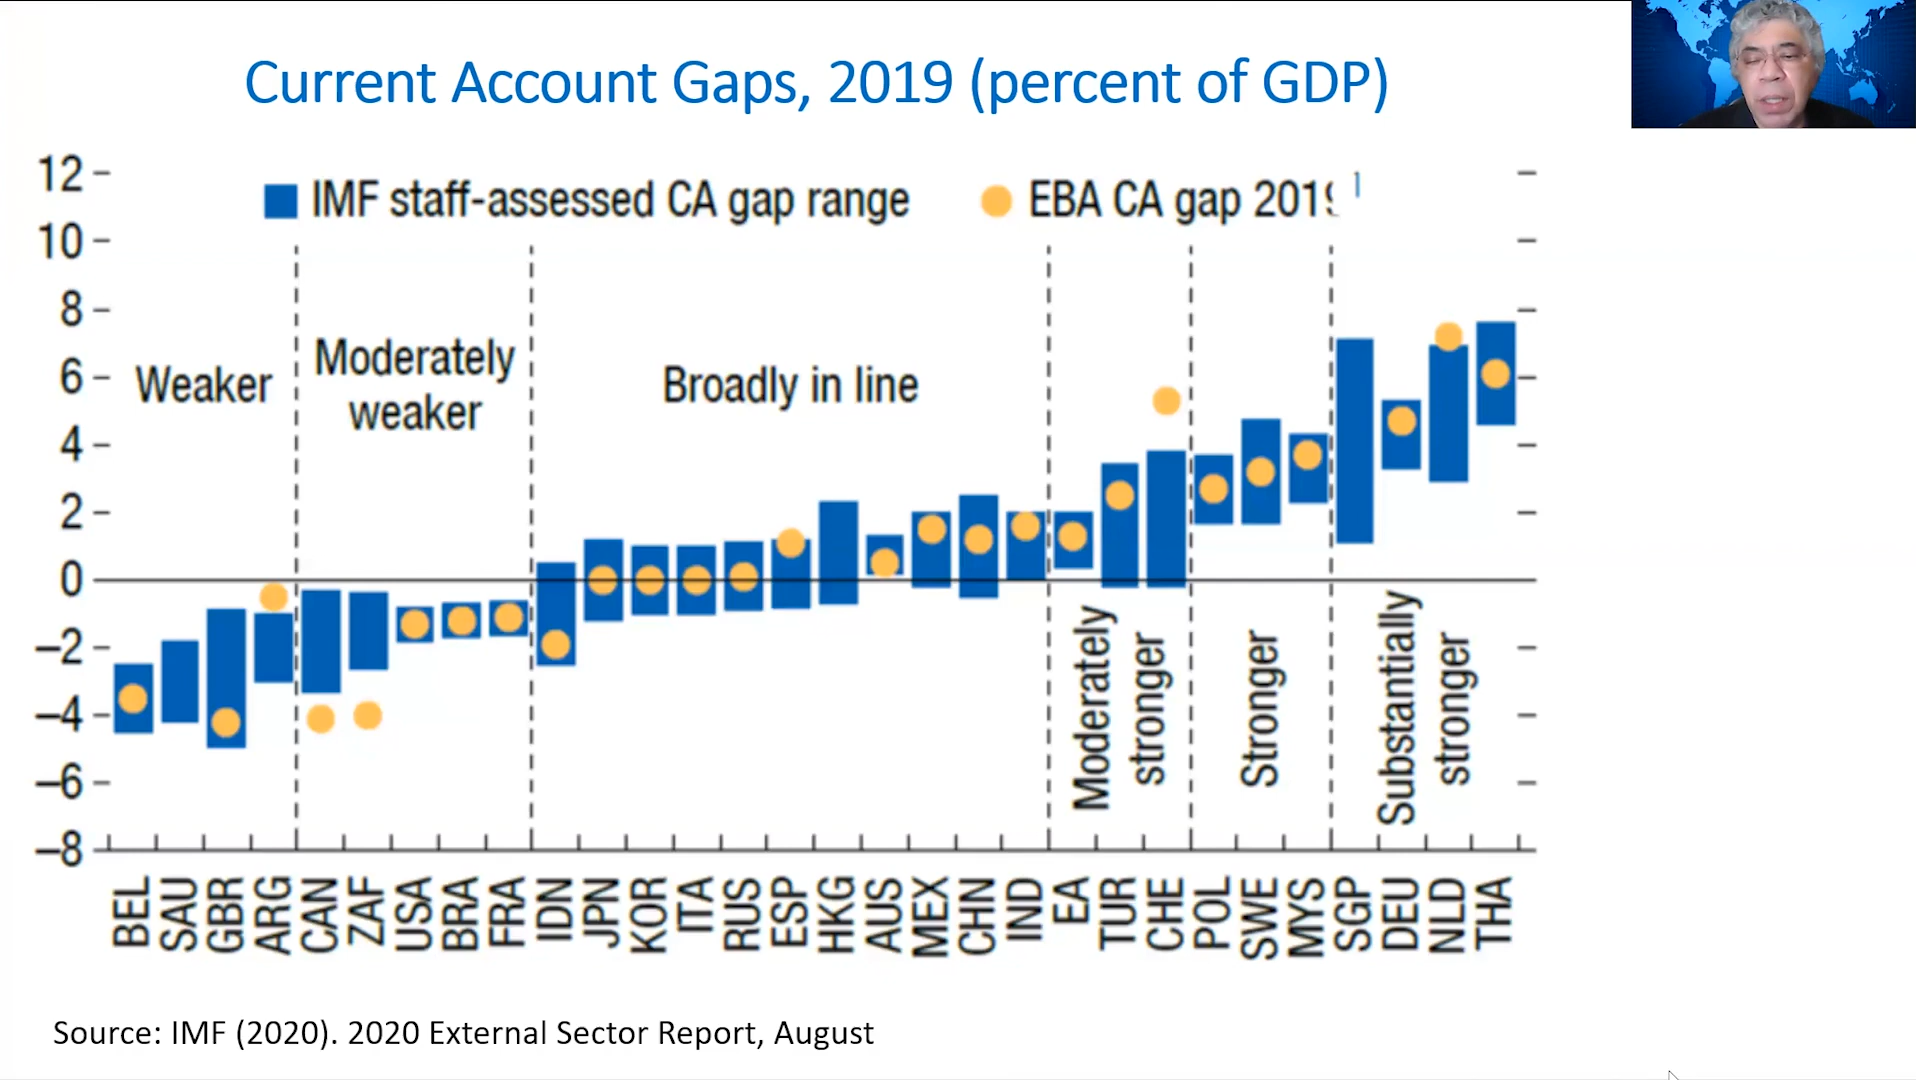 Current Account Gaps, 2019 (percent of GDP)
12
10
8
6
4
2
0
−2
−4
−6
−8
IMF staff-assessed CA gap range
EBA CA gap 2019
1
Weaker
Moderately
weaker
Broadly in line
Moderately
stronger
Stronger
Substantially
stronger
BEL SAU GBR ARG CAN ZAF USA BRA FRA IDN JPN KOR ITA RUS ESP HKG AUS MEX CHN IND EA TUR CHE POL SWE MYS SGP DEU NLD THA
Source: IMF (2020). 2020 External Sector Report, August